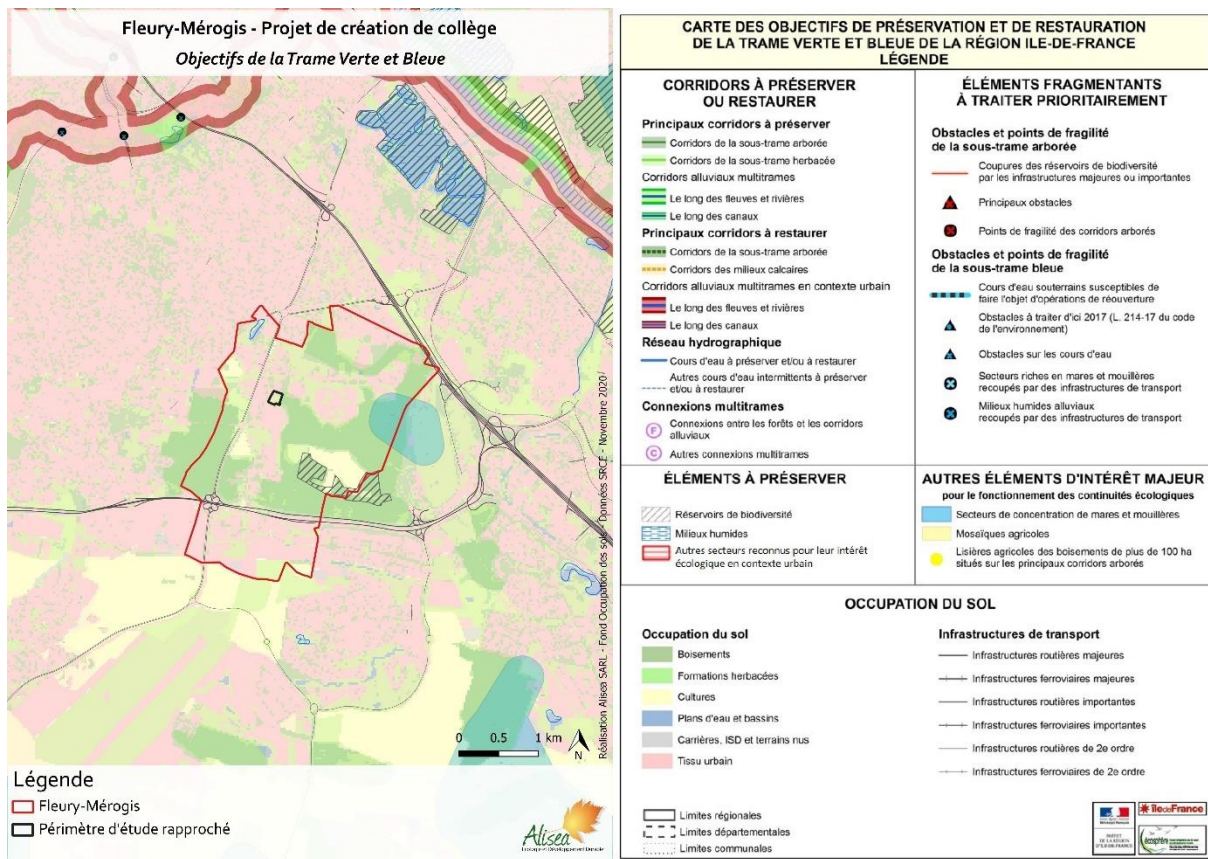 Fleury-Mérogis - Projet de création de collège
Objectifs de la Trame Verte et Bleue
0 0.5 1 km
N
Réalisation Alisea SARL - Fond Occupation des sols - Données SRCE - Novembre 2020
Légende
Fleury-Mérogis
Périmètre d'étude rapproché
Alisea
CARTE DES OBJECTIFS DE PRÉSERVATION ET DE RESTAURATION
DE LA TRAME VERTE ET BLEUE DE LA RÉGION ILE-DE-FRANCE
LÉGENDE
CORRIDORS À PRÉSERVER
OU RESTAURER
Principaux corridors à préserver
Corridors de la sous-trame arborée
Corridors de la sous-trame herbacée
Corridors alluviaux multitrames
Le long des fleuves et rivières
Le long des canaux
Principaux corridors à restaurer
Corridors de la sous-trame arborée
Corridors des milieux calcaires
Corridors alluviaux multitrames en contexte urbain
Le long des fleuves et rivières
Le long des canaux
Réseau hydrographique
Cours d'eau à préserver et/ou à restaurer
Autres cours d'eau intermittents à préserver
et/ou à restaurer
Connexions multitrames
F
Connexions entre les forêts et les corridors
alluviaux
C
Autres connexions multitrames
ÉLÉMENTS FRAGMENTANTS
À TRAITER PRIORITAIREMENT
Obstacles et points de fragilité
de la sous-trame arborée
Coupures des réservoirs de biodiversité
par les infrastructures majeures ou importantes
Principaux obstacles
Points de fragilité des corridors arborés
Obstacles et points de fragilité
de la sous-trame bleue
Cours d'eau souterrains susceptibles de
faire l'objet d'opérations de réouverture
Obstacles à traiter d'ici 2017 (L. 214-17 du code
de l'environnement)
Obstacles sur les cours d'eau
Secteurs riches en mares et mouillères
recoupés par des infrastructures de transport
Milieux humides alluviaux
recoupés par des infrastructures de transport
ÉLÉMENTS À PRÉSERVER
Réservoirs de biodiversité
Milieux humides
Autres secteurs reconnus pour leur intérêt
écologique en contexte urbain
AUTRES ÉLÉMENTS D'INTÉRÊT MAJEUR
pour le fonctionnement des continuités écologiques
Secteurs de concentration de mares et mouillères
Mosaïques agricoles
Lisières agricoles des boisements de plus de 100 ha
situés sur les principaux corridors arborés
OCCUPATION DU SOL
Occupation du sol
Boisements
Formations herbacées
Cultures
Plans d'eau et bassins
Carrières, ISD et terrains nus
Tissu urbain
Infrastructures de transport
Infrastructures routières majeures
Infrastructures ferroviaires majeures
Infrastructures routières importantes
Infrastructures ferroviaires importantes
Infrastructures routières de 2e ordre
Infrastructures ferroviaires de 2e ordre
Limites régionales
Limites départementales
Limites communales
PRÉFET
DE LA RÉGION
D'ILE-DE-FRANCE
îledeFrance
écosphère